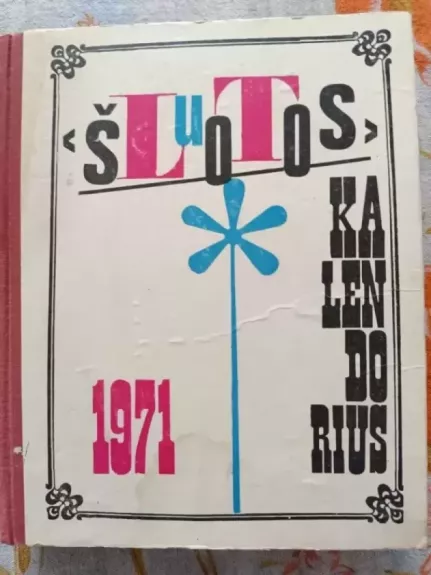 ‹ŠLuOTOS›
KA
LEN
DO
RIUS
1971